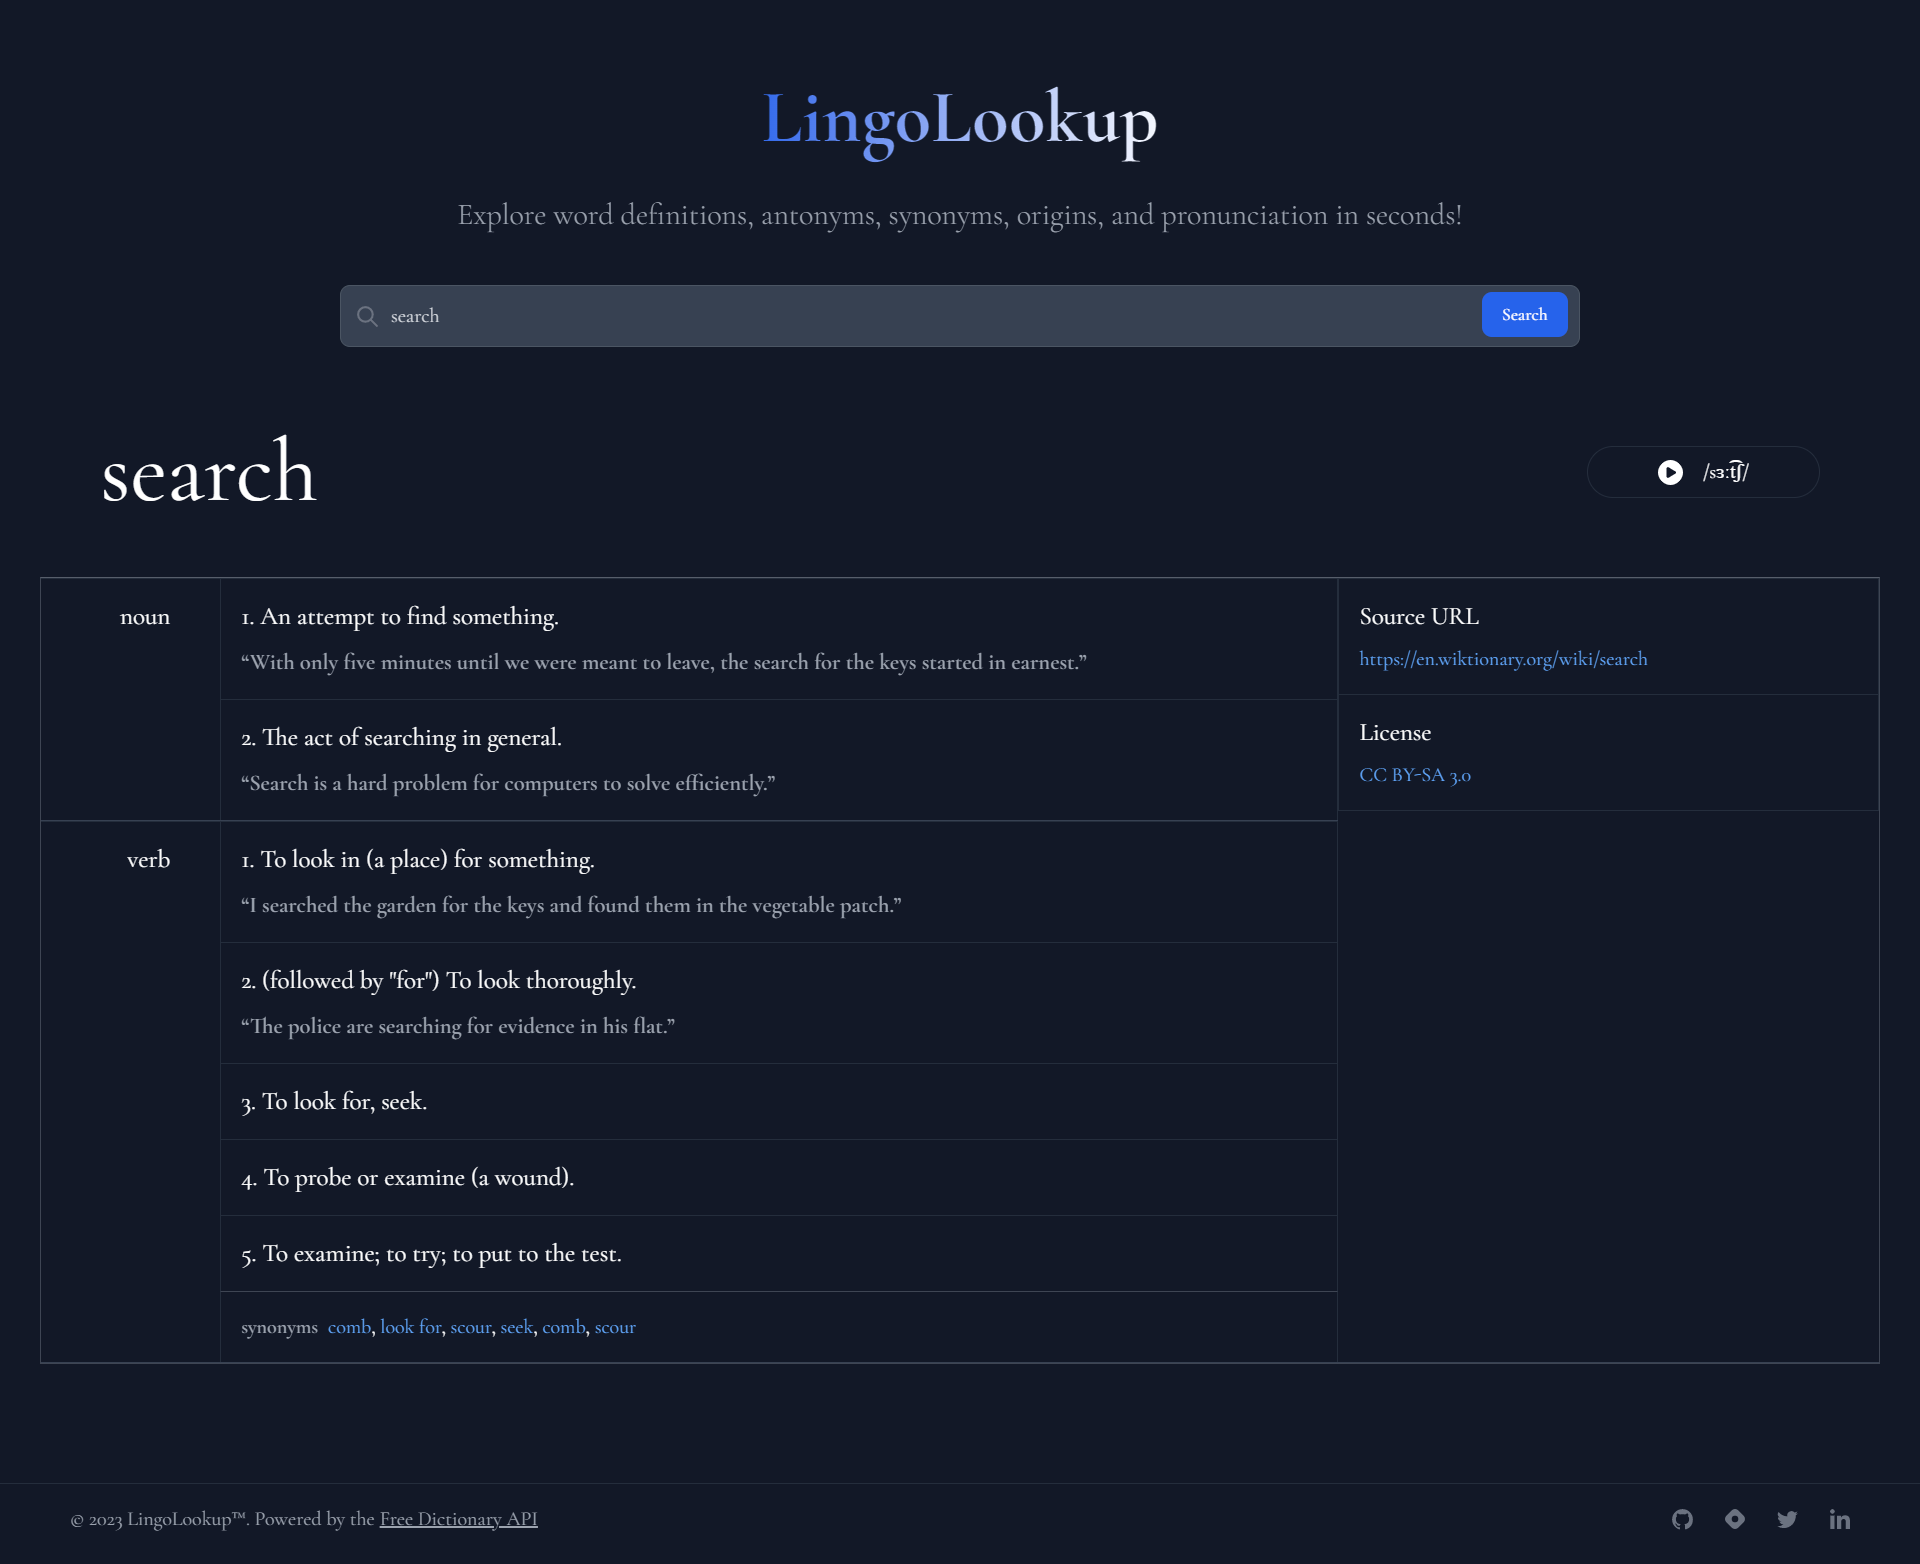 LingoLookup
Explore word definitions, antonyms, synonyms, origins, and pronunciation in seconds!
search
Search
search
/sɜːt͡ʃ/
noun
1. An attempt to find something.
“With only five minutes until we were meant to leave, the search for the keys started in earnest.”
2. The act of searching in general.
“Search is a hard problem for computers to solve efficiently.”
verb
1. To look in (a place) for something.
“I searched the garden for the keys and found them in the vegetable patch.”
2. (followed by "for") To look thoroughly.
“The police are searching for evidence in his flat.”
3. To look for, seek.
4. To probe or examine (a wound).
5. To examine; to try; to put to the test.
synonyms comb, look for, scour, seek, comb, scour
Source URL
https://en.wiktionary.org/wiki/search
License
CC BY-SA 3.0
© 2023 LingoLookup™. Powered by the Free Dictionary API